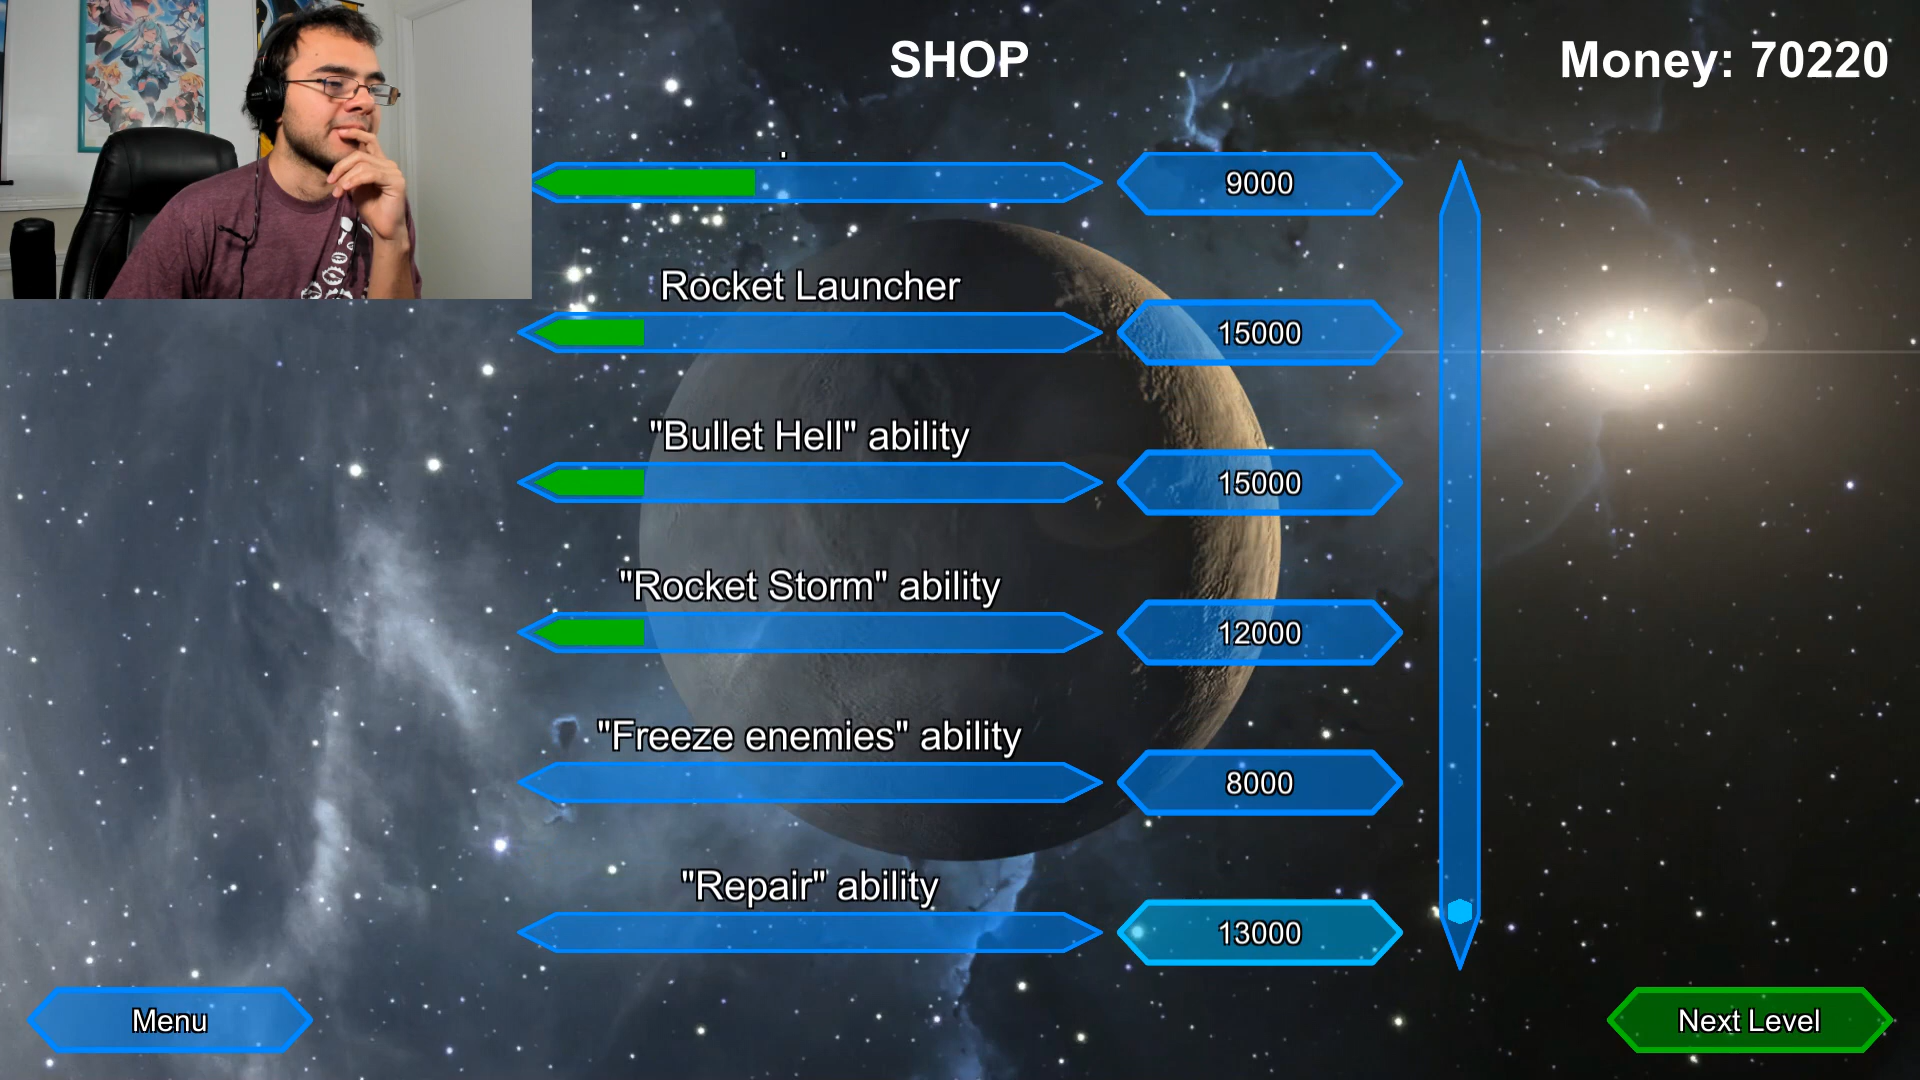 SHOP
Money: 70220
9000
Rocket Launcher
15000
"Bullet Hell" ability
15000
"Rocket Storm" ability
12000
"Freeze enemies" ability
8000
"Repair" ability
13000
Menu
Next Level